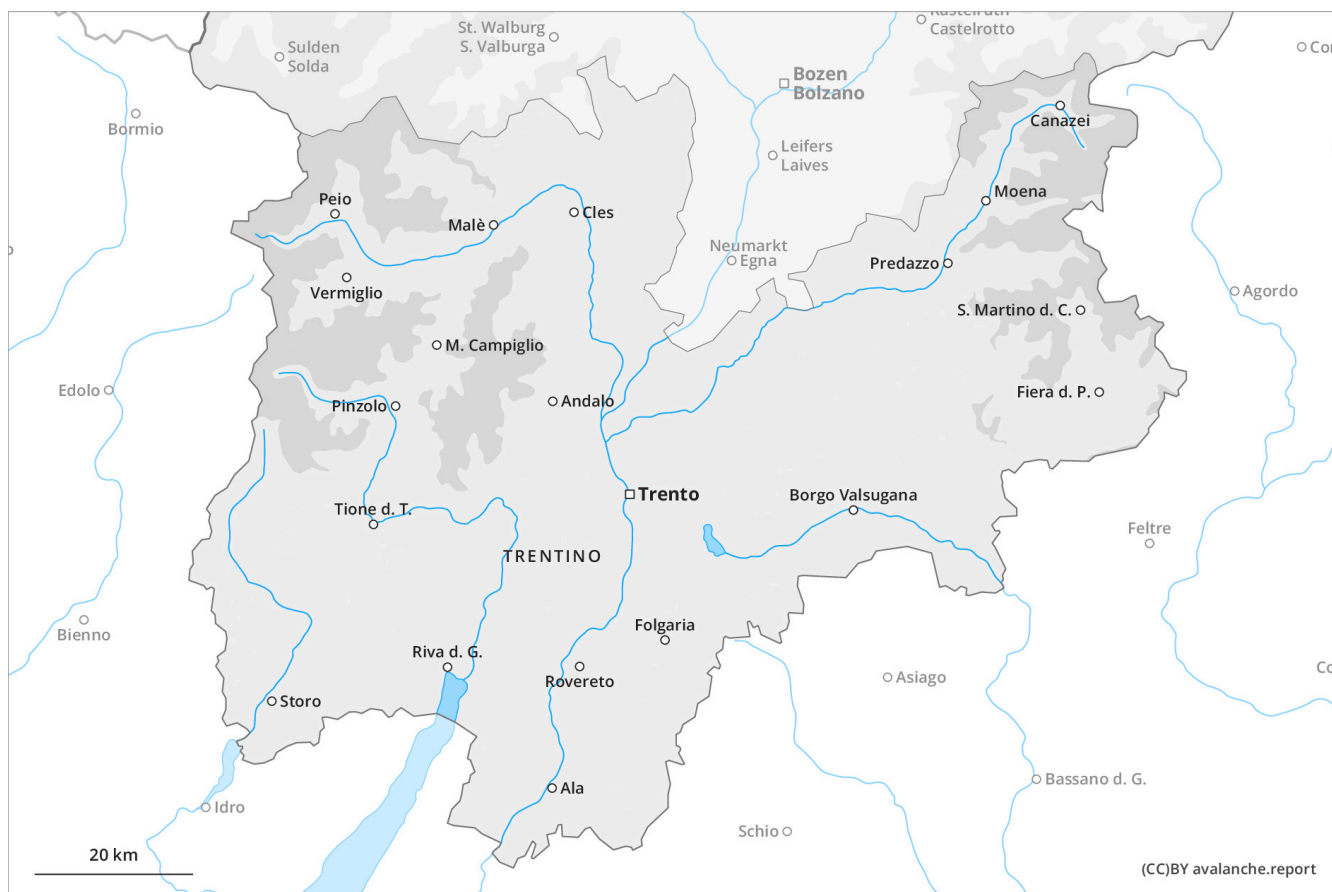 Kastelruth
Castelrotto
St. Walburg
S. Valburga
Sulden
Solda
Bozen
Bolzano
Bormio
Canazei
Leifers
Laives
Peio
Malè
Cles
Moena
Neumarkt
Egna
Predazzo
Vermiglio
Agordo
S. Martino d. C.
M. Campiglio
Edolo
Pinzolo
Andalo
Fiera d. P.
Trento
Borgo Valsugana
Tione d. T.
Feltre
TRENTINO
Bienno
Folgaria
Riva d. G.
Rovereto
Asiago
Storo
Bassano d. G.
Ala
Idro
Schio
20 km
(CC)BY avalanche.report